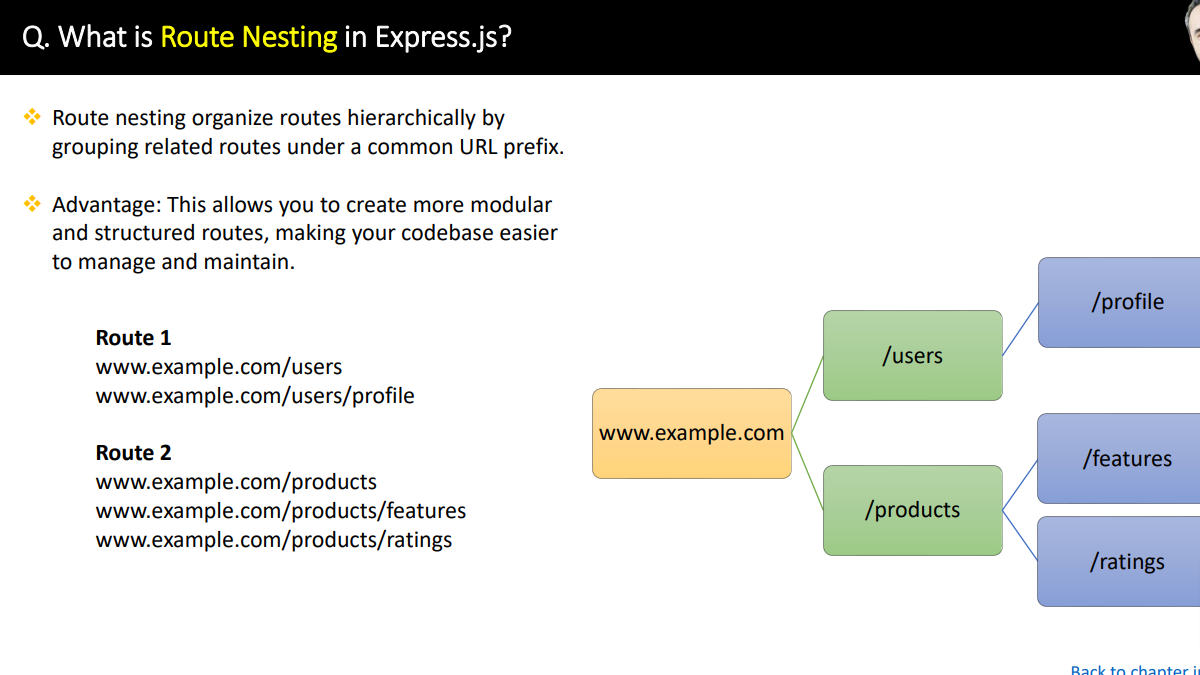 Q. What is Route Nesting in Express.js?
Route nesting organize routes hierarchically by
grouping related routes under a common URL prefix.
Advantage: This allows you to create more modular
and structured routes, making your codebase easier
to manage and maintain.
Route 1
www.example.com/users
www.example.com/users/profile
Route 2
www.example.com/products
www.example.com/products/features
www.example.com/products/ratings
www.example.com
/users
/products
/profile
/features
/ratings
Back to chapter